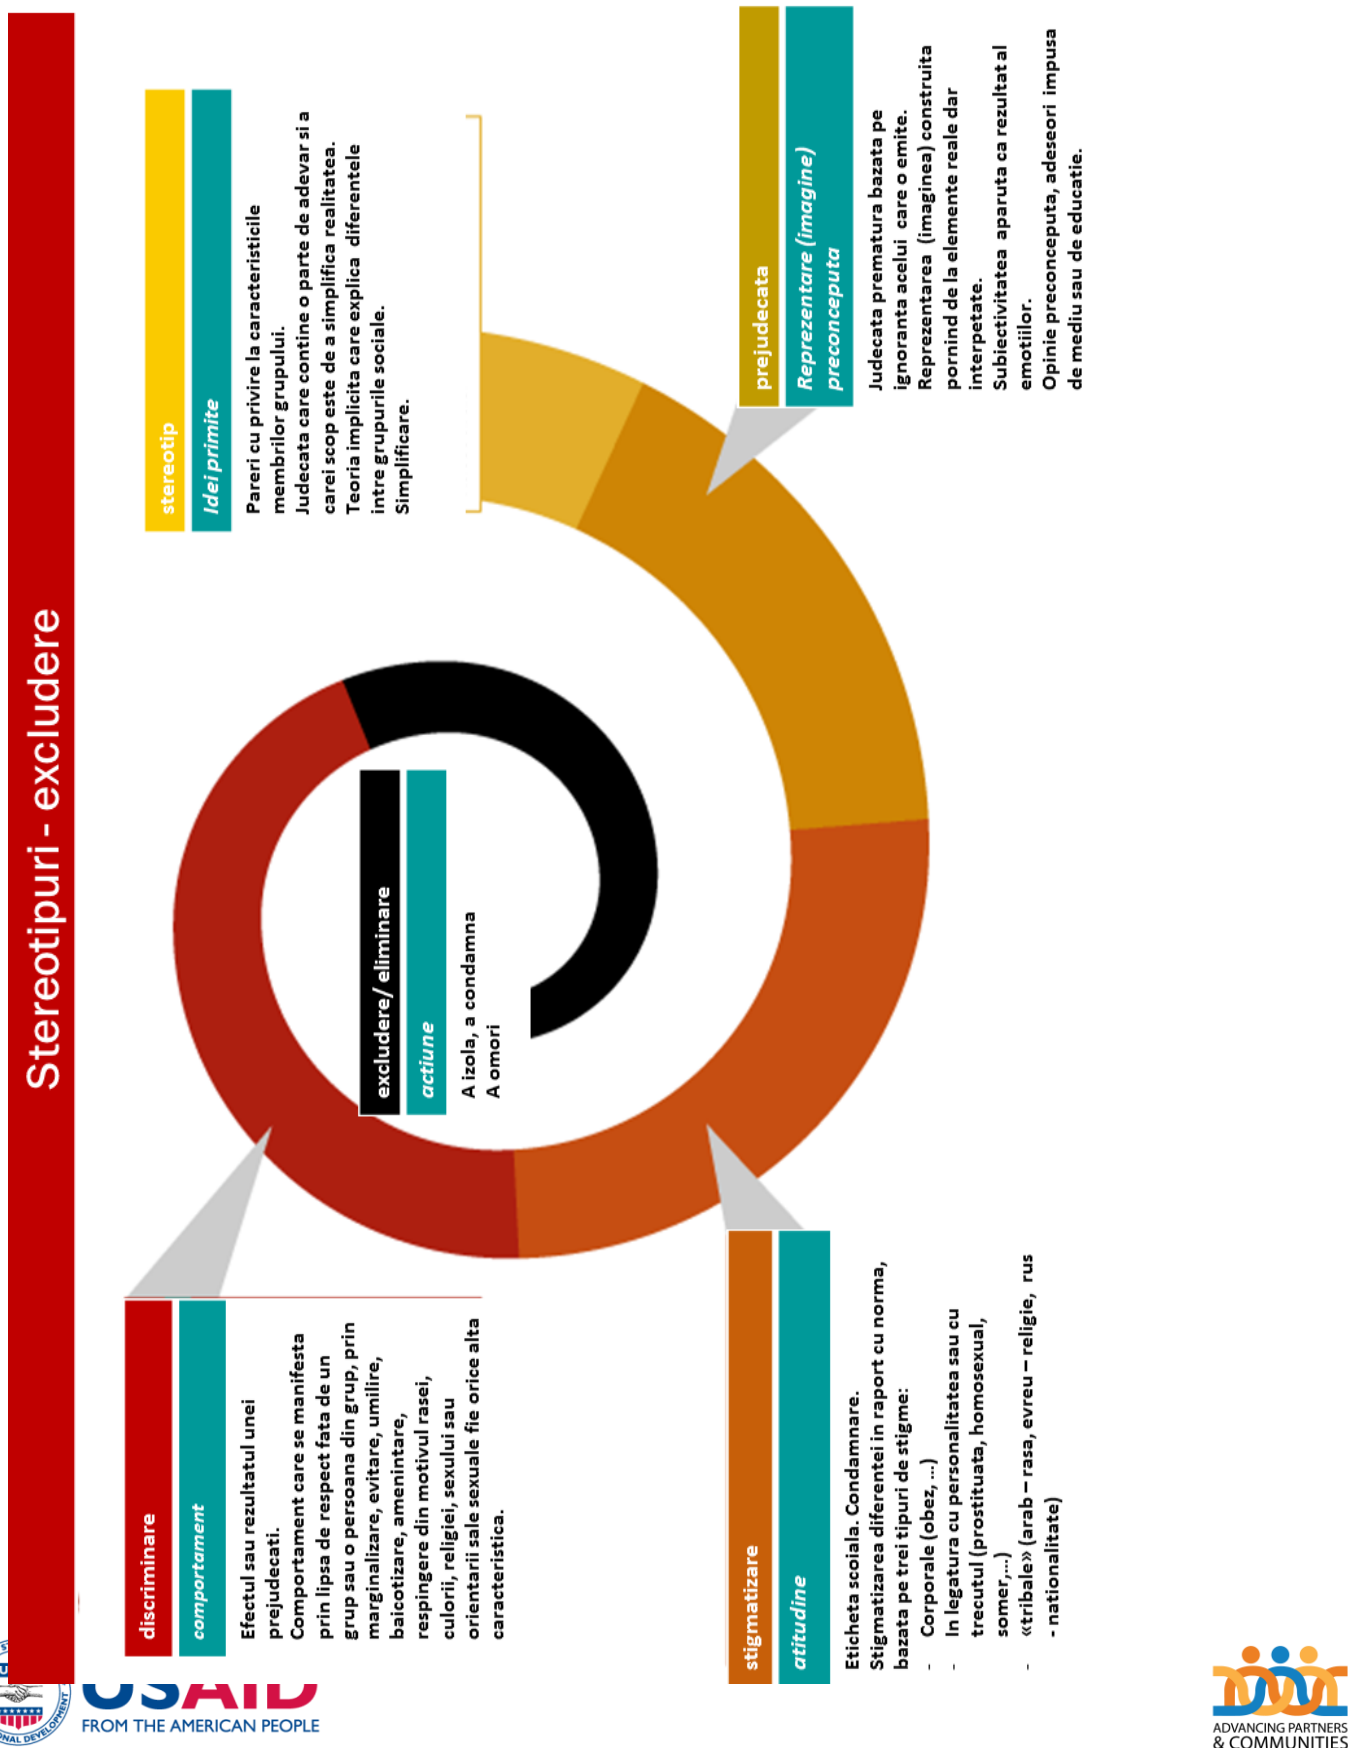 Stereotipuri - excludere
stereotip
Idei primite
Pareri cu privire la caracteristicile
membrilor grupului.
Judecata care contine o parte de adevar si a
carei scop este de a simplifica realitatea.
Teoria implicita care explica diferentele
intre grupurile sociale.
Simplificare.
prejudecata
Reprezentare (imagine)
preconceputa
Judecata prematura bazata pe
ignoranta acelui care o emite.
Reprezentarea (imaginea) construita
pornind de la elemente reale dar
interpetate.
Subiectivitatea aparuta ca rezultat al
emotiilor.
Opinie preconceputa, adeseori impusa
de mediu sau de educatie.
stigmatizare
atitudine
Eticheta scoiala. Condamnare.
Stigmatizarea diferentei in raport cu norma,
bazata pe trei tipuri de stigme:
- Corporale (obez, ...)
- In legatura cu personalitatea sau cu
trecutul (prostituata, homosexual,
somer,...)
- «tribale» (arab – rasa, evreu – religie, rus
- nationalitate)
discriminare
comportament
Efectul sau rezultatul unei
prejudecati.
Comportament care se manifesta
prin lipsa de respect fata de un
grup sau o persoana din grup, prin
marginalizare, evitare, umilire,
baicotizare, amenintare,
respingere din motivul rasei,
culorii, religiei, sexului sau
orientarii sale sexuale fie orice alta
caracteristica.
excludere/ eliminare
actiune
A izola, a condamna
A omori
USAID
FROM THE AMERICAN PEOPLE
ADVANCING PARTNERS
& COMMUNITIES